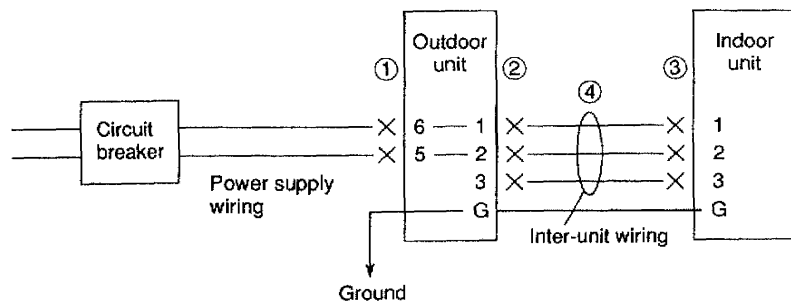 Outdoor
unit
Indoor
unit
① ② ③
④
Circuit
breaker
6 1 1
5 2 2
3 3
G G
Power supply
wiring
Inter-unit wiring
Ground